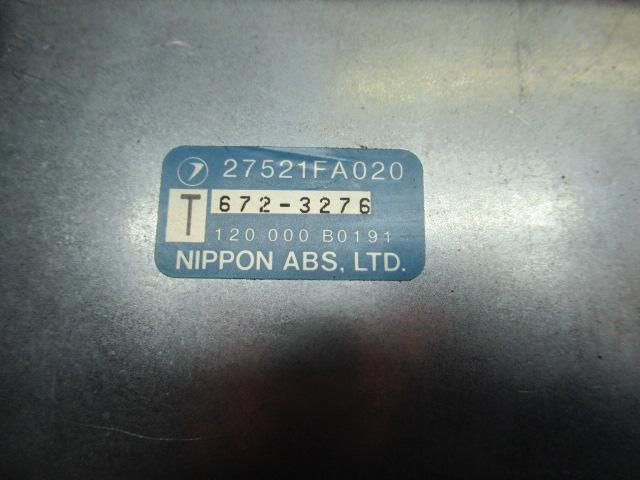 27521FA020
T 672-3276
120 000 B0191
NIPPON ABS, LTD.